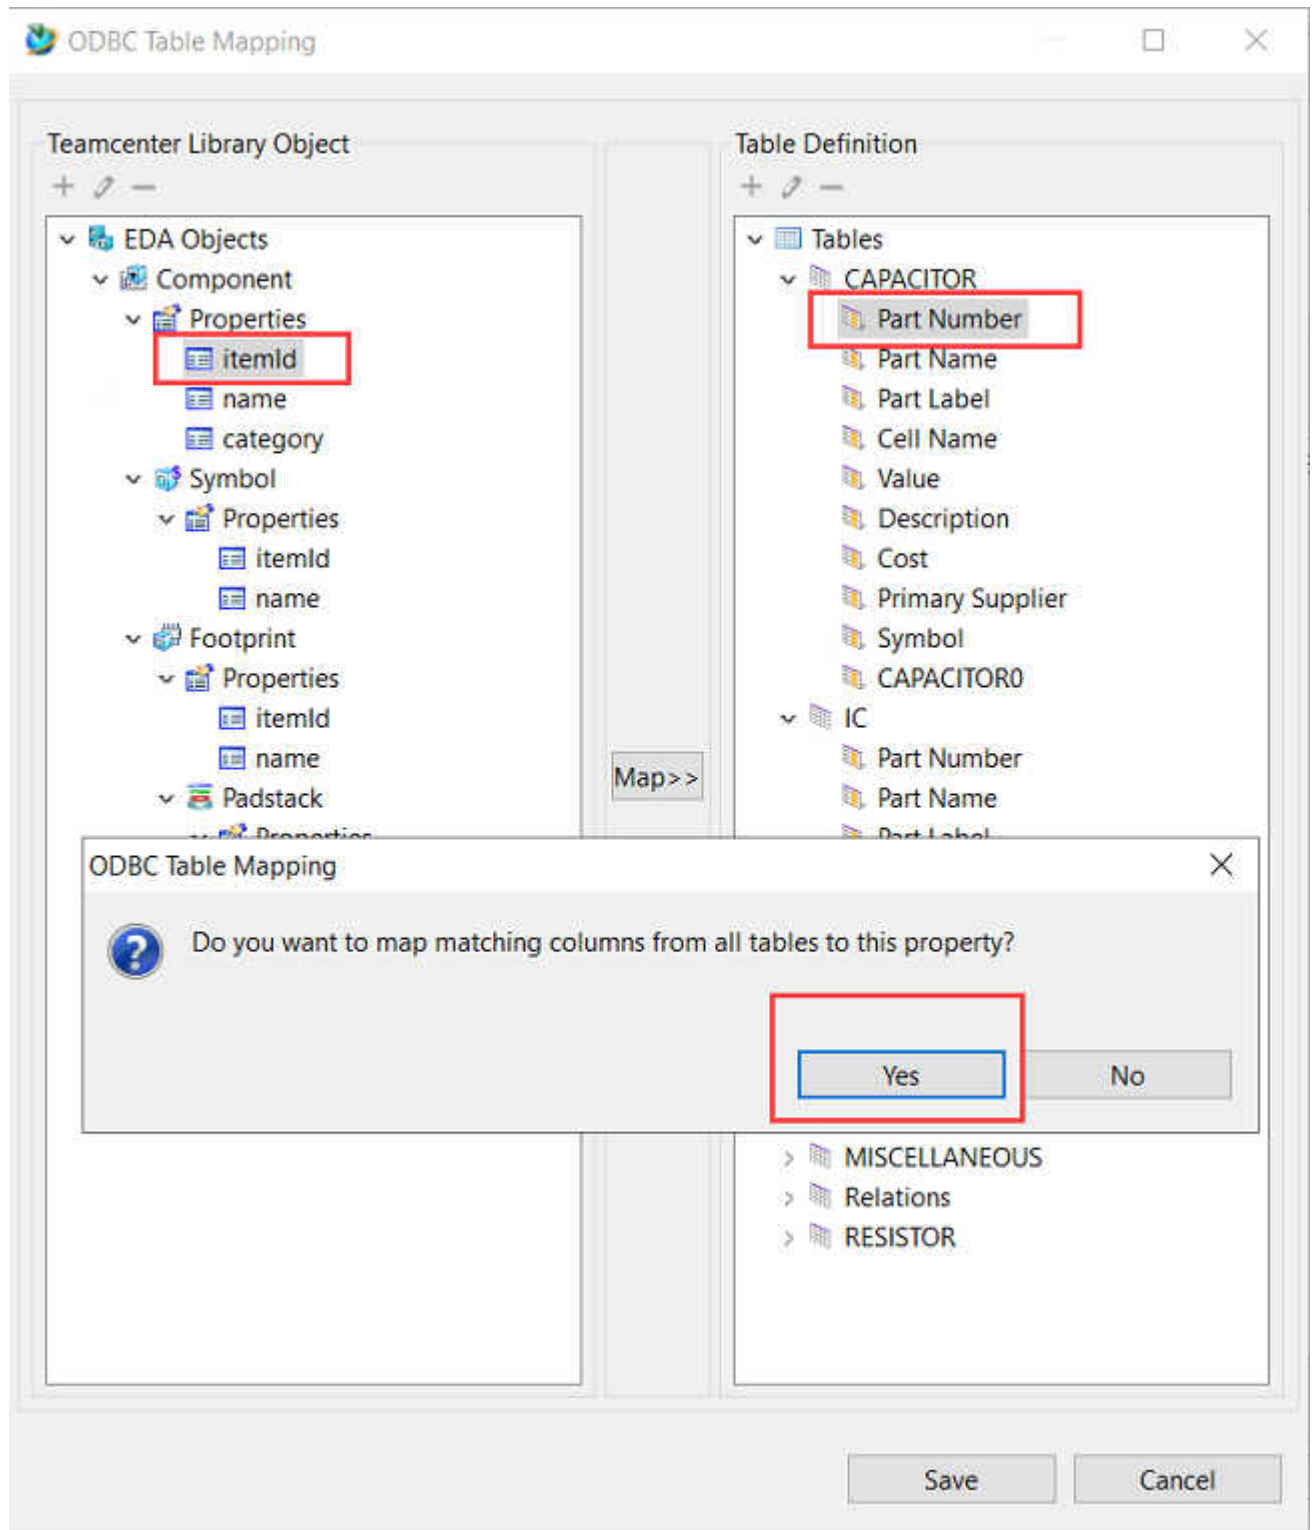 ODBC Table Mapping
Teamcenter Library Object
EDA Objects
Component
Properties
itemId
name
category
Symbol
Properties
itemId
name
Footprint
Properties
itemId
name
Padstack
Properties
Map>>
Table Definition
Tables
CAPACITOR
Part Number
Part Name
Part Label
Cell Name
Value
Description
Cost
Primary Supplier
Symbol
CAPACITOR0
IC
Part Number
Part Name
Part Label
ODBC Table Mapping
Do you want to map matching columns from all tables to this property?
Yes No
MISCELLANEOUS
Relations
RESISTOR
Save Cancel